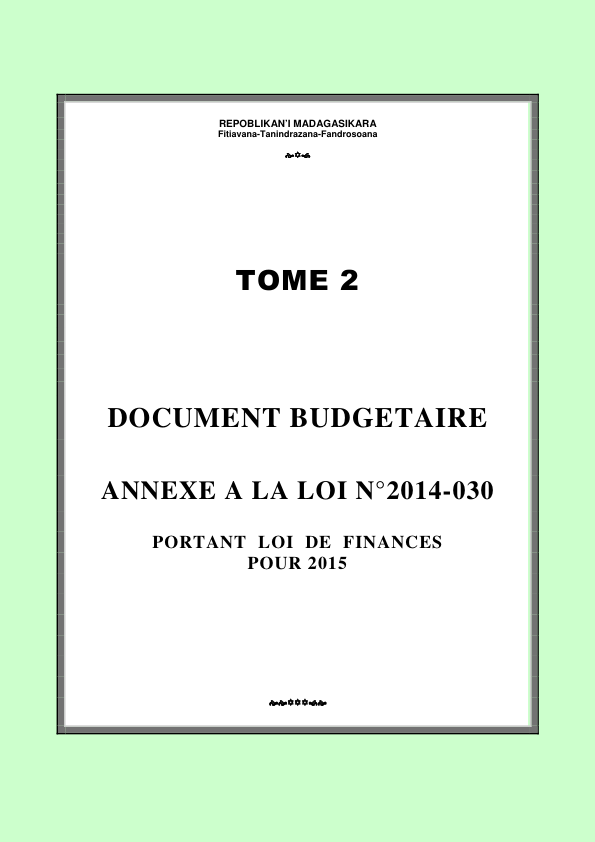 REPOBLIKAN'I MADAGASIKARA
Fitiavana-Tanindrazana-Fandrosoana
TOME 2
DOCUMENT BUDGETAIRE
ANNEXE A LA LOI N°2014-030
PORTANT LOI DE FINANCES
POUR 2015